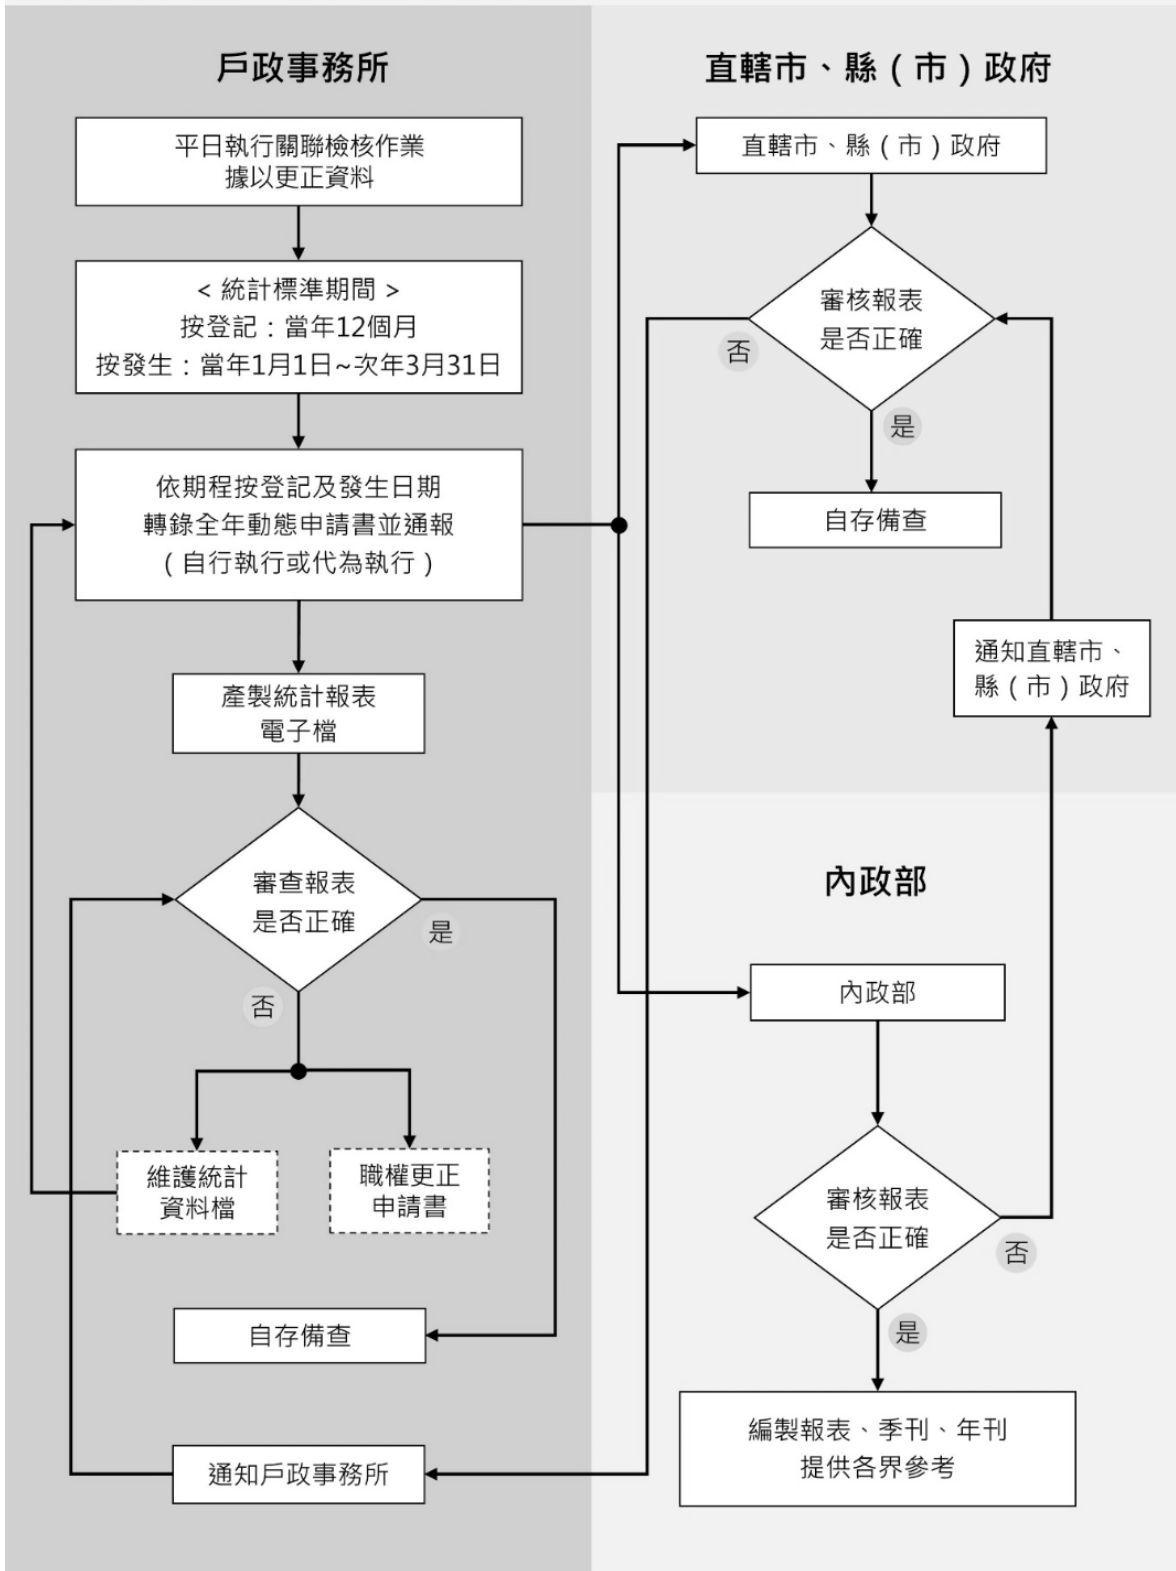 戶政事務所
平日執行關聯檢核作業
據以更正資料
< 統計標準期間 >
按登記：當年12個月
按發生：當年1月1日~次年3月31日
依期程按登記及發生日期
轉錄全年動態申請書並通報
（自行執行或代為執行）
產製統計報表
電子檔
審查報表
是否正確
是
否
維護統計
資料檔
職權更正
申請書
自存備查
通知戶政事務所
直轄市、縣（市）政府
直轄市、縣（市）政府
審核報表
是否正確
否
是
自存備查
通知直轄市、
縣（市）政府
內政部
內政部
審核報表
是否正確
否
是
編製報表、季刊、年刊
提供各界參考